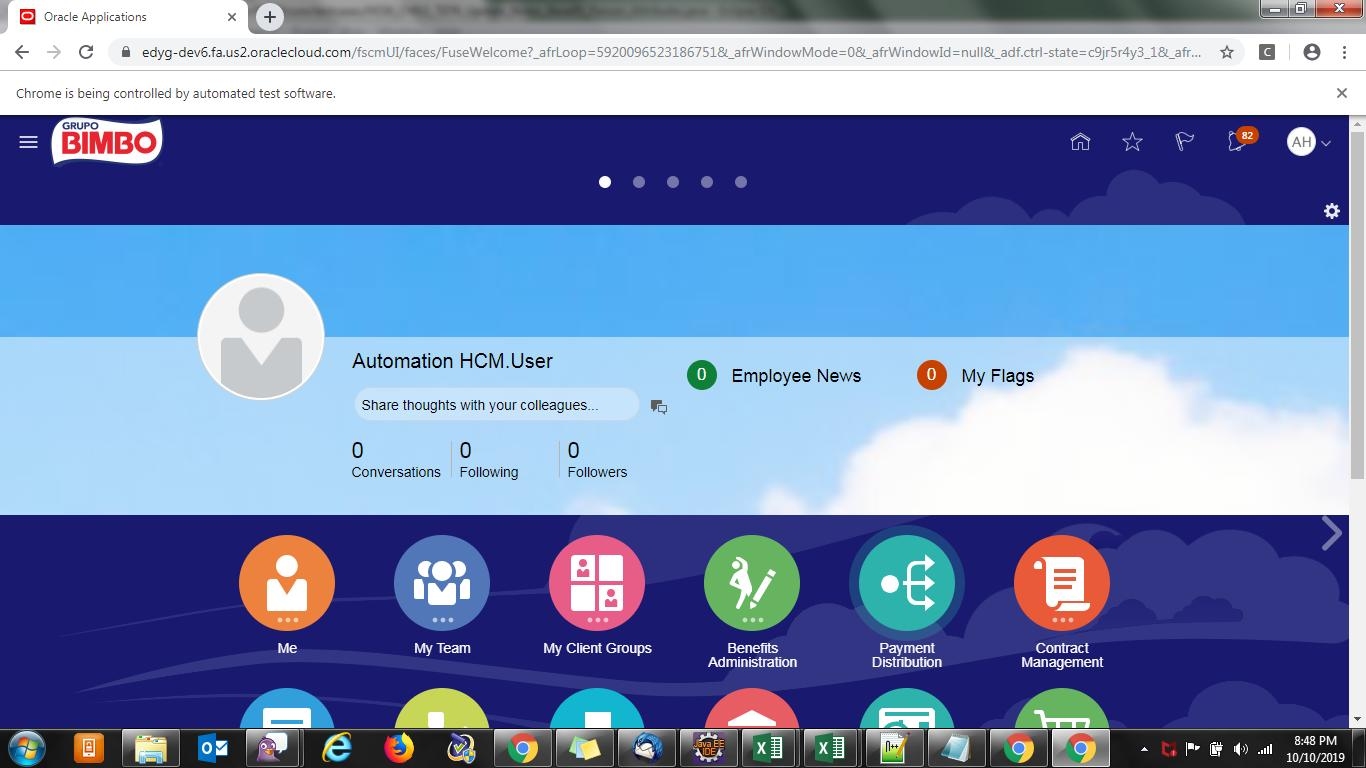 Oracle Applications
edyg-dev6.fa.us2.oraclecloud.com/fscmUI/faces/FuseWelcome?_afrLoop=5920096523186751&_afrWindowMode=0&_afrWindowId=null&_adf.ctrl-state=c9jr5r4y3_1&_afr...
C
Chrome is being controlled by automated test software.
GRUPO
BIMBO
82
AH
Automation HCM.User
0 Employee News
0 My Flags
Share thoughts with your colleagues...
0 0 0
Conversations Following Followers
Me
My Team
My Client Groups
Benefits
Administration
Payment
Distribution
Contract
Management
Java EE
IDE
8:48 PM
10/10/2019